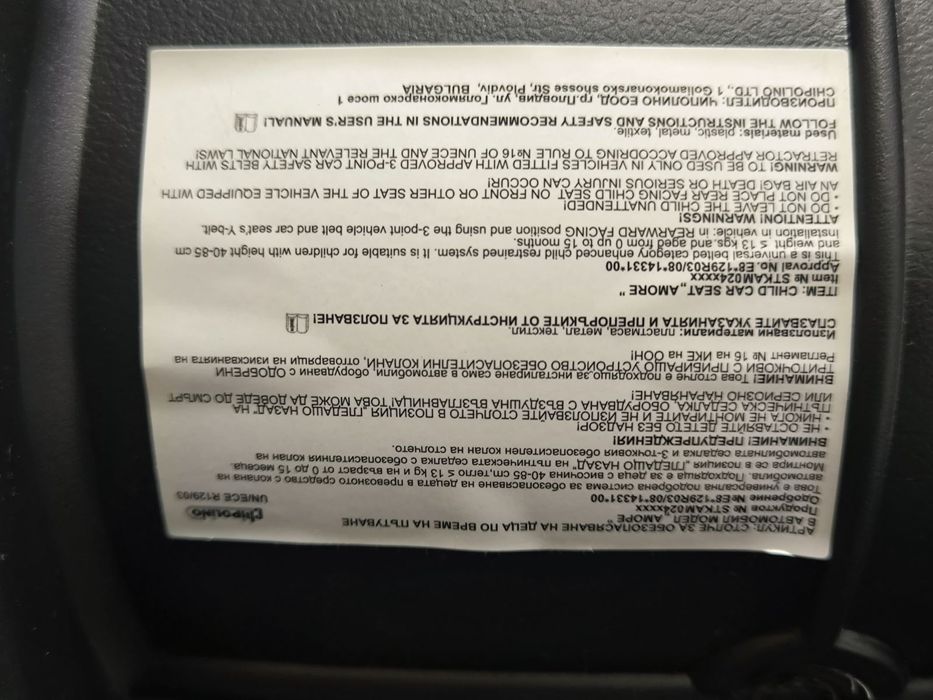 АРТИКУЛ: СТОЛЧЕ ЗА ОБЕЗОПАСЯВАНЕ НА ДЕЦА ПО ВРЕМЕ НА ПЪТУВАНЕ
В АВТОМОБИЛ МОДЕЛ „AMORE"
CHIPOLINO
Продуктов № STKAM024xxxx
UNECE R129/03
Одобрение №E8*129R03/08*14331*00
Това е универсална подобрена система за обезопасяване на децата в превозното средство с колана на
автомобила. Подходяща е за деца с височина 40-85 cm,тегло ≤ 13 kg и на възраст от 0 до 15 месеца.
Монтира се в позиция „ГЛЕДАЩО НАЗАД" на пътническата седалка с обезопасителния колан на
автомобилната седалка и 3-точковия обезопасителен колан на столчето.
ВНИМАНИЕ! ПРЕДУПРЕЖДЕНИЯ!
• НЕ ОСТАВЯЙТЕ ДЕТЕТО БЕЗ НАДЗОР!
• НИКОГА НЕ МОНТИРАЙТЕ И НЕ ИЗПОЛЗВАЙТЕ СТОЛЧЕТО В ПОЗИЦИЯ „ГЛЕДАЩО НАЗАД" НА
ПЪТНИЧЕСКА СЕДАЛКА, ОБОРУДВАНА С ВЪЗДУШНА ВЪЗГЛАВНИЦА! ТОВА МОЖЕ ДА ДОВЕДЕ ДО СМЪРТ
ИЛИ СЕРИОЗНО НАРАНЯВАНЕ!
ВНИМАНИЕ! Това столче е подходящо за инсталиране само в автомобили, оборудвани с ОДОБРЕНИ
ТРИТОЧКОВИ С ПРИБИРАЩО УСТРОЙСТВО ОБЕЗОПАСИТЕЛНИ КОЛАНИ, отговарящи на изискванията на
Регламент № 16 на ИКЕ на ООН!
Използвани материали: пластмаса, метал, текстил.
СПАЗВАЙТЕ УКАЗАНИЯТА И ПРЕПОРЪКИТЕ ОТ ИНСТРУКЦИЯТА ЗА ПОЛЗВАНЕ!
ITEM: CHILD CAR SEAT „AMORE"
Item № STKAM024xxxx
Approval No. E8*129R03/08*14331*00
This is a universal belted category enhanced child restrained system. It is suitable for children with height 40-85 cm
and weight. ≤ 13 kgs.and aged from 0 up to 15 months.
Installation in vehicle: in REARWARD FACING position and using the 3-point vehicle belt and car seat's Y-belt.
ATTENTION! WARNINGS!
• DO NOT LEAVE THE CHILD UNATTENDED!
• DO NOT PLACE REAR FACING CHILD SEAT ON FRONT OR OTHER SEAT OF THE VEHICLE EQUIPPED WITH
AN AIR BAG! DEATH OR SERIOUS INJURY CAN OCCUR!
WARNING! TO BE USED ONLY IN VEHICLES FITTED WITH APPROVED 3-POINT CAR SAFETY BELTS WITH
RETRACTOR APPROVED ACCORDING TO RULE №16 OF UNECE AND THE RELEVANT NATIONAL LAWS!
Used materials: plastic, metal, textile.
FOLLOW THE INSTRUCTIONS AND SAFETY RECOMMENDATIONS IN THE USER'S MANUAL!
ПРОИЗВОДИТЕЛ: ЧИПОЛИНО ЕООД, гр.Пловдив, ул. Голямоконарско шосе 1
CHIPOLINO LTD., 1 Goliamokonarsko shosse Str, Plovdiv, BULGARIA